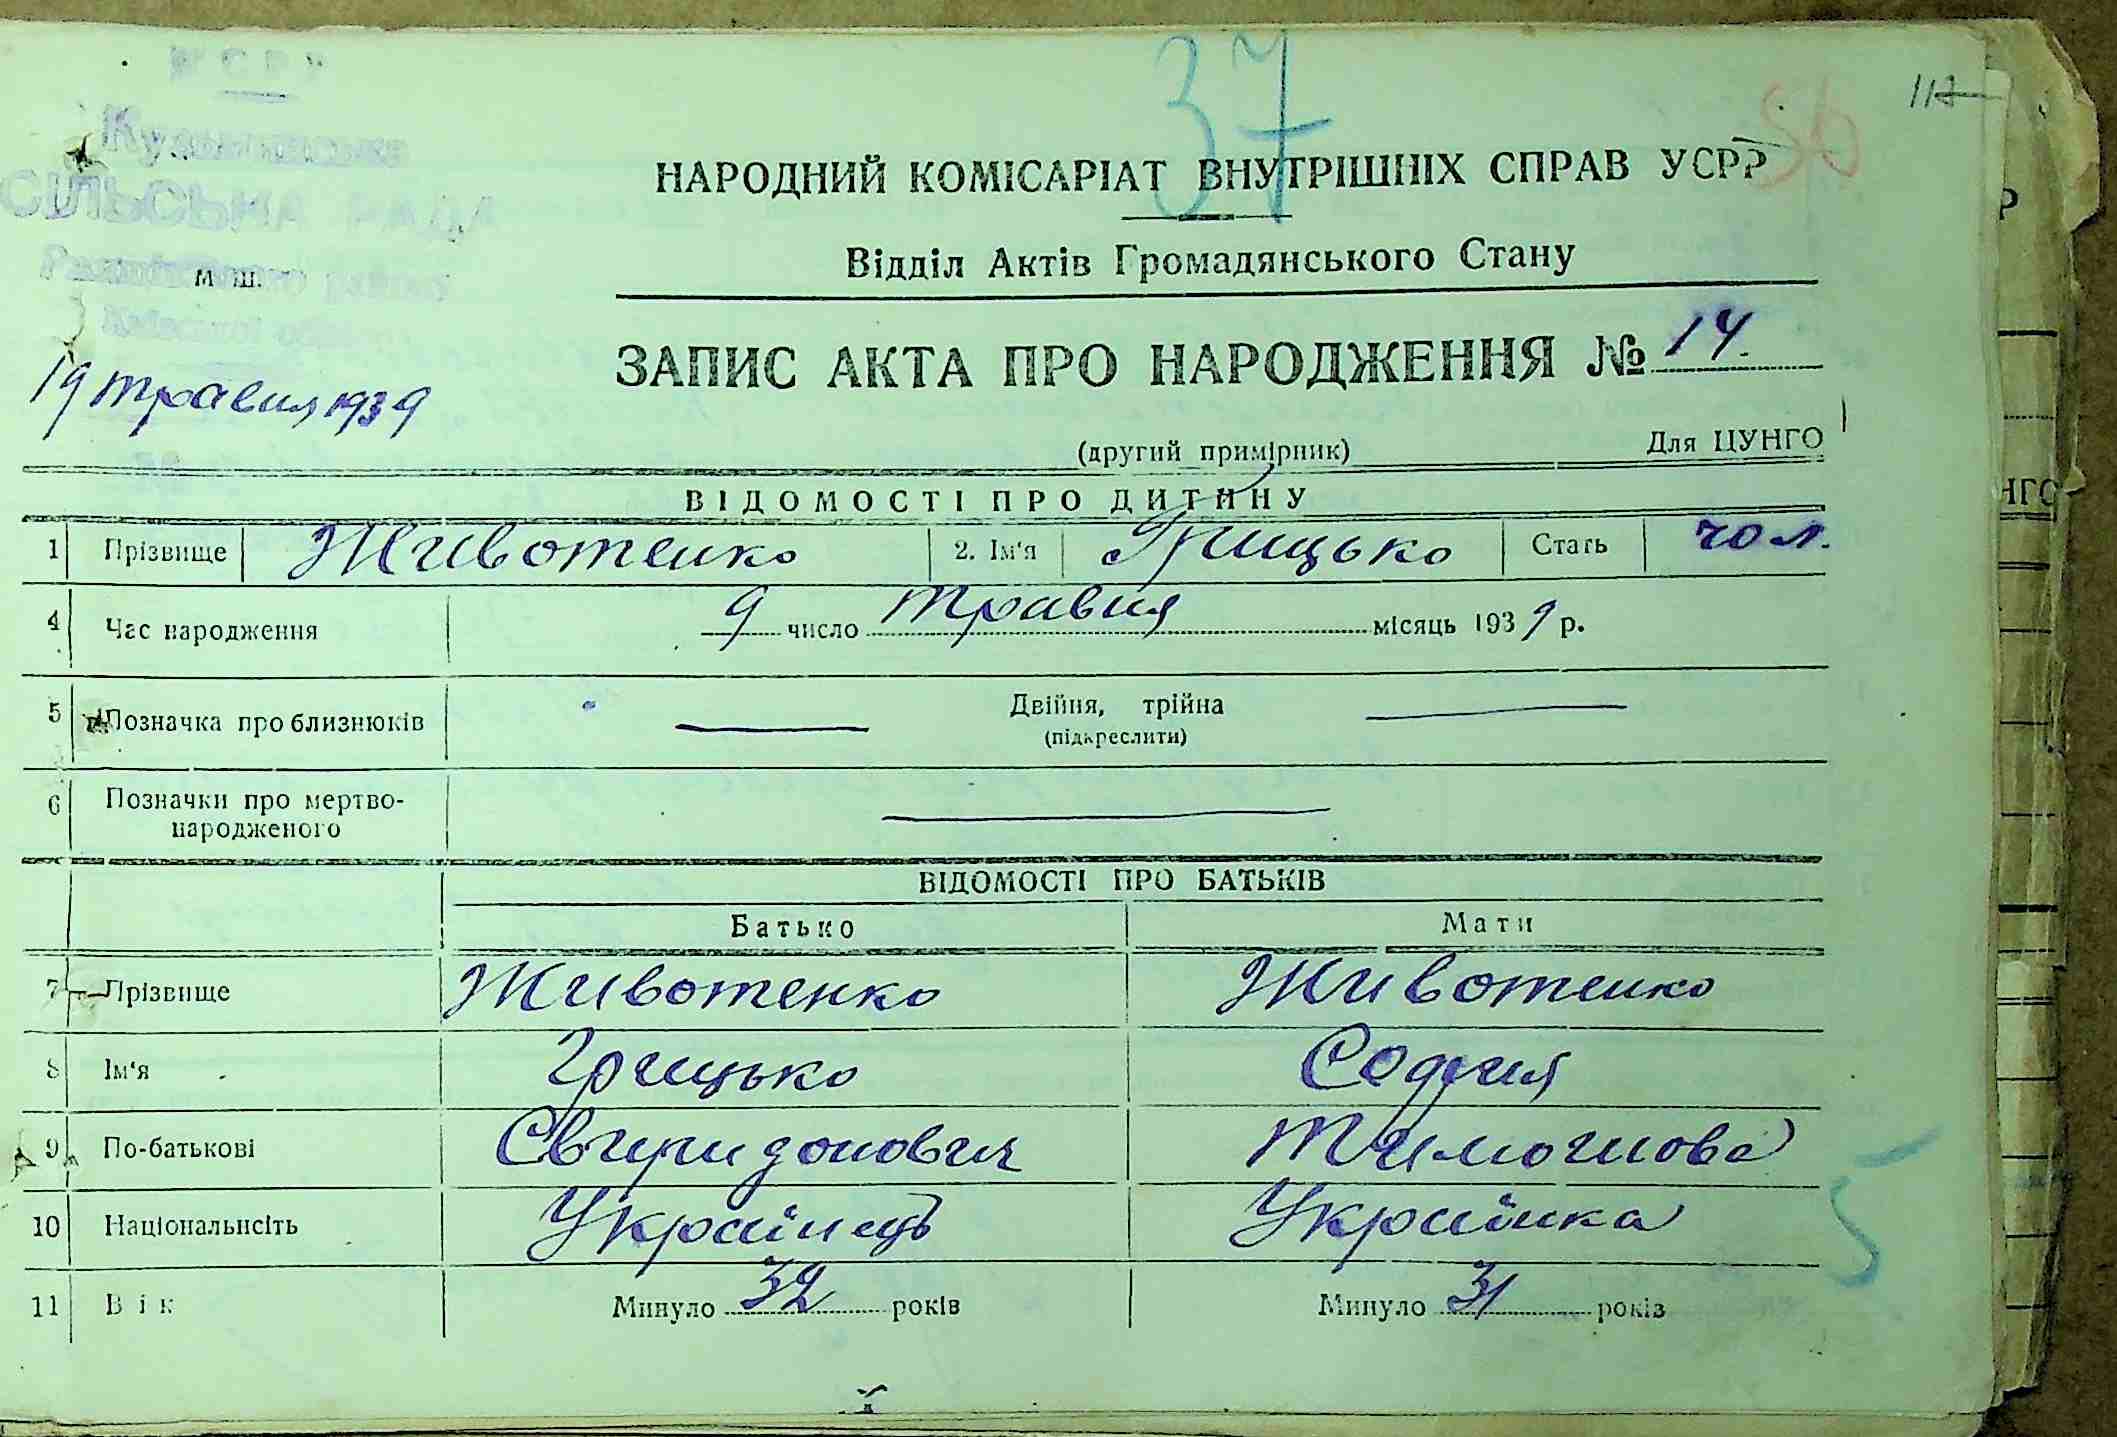 37
56
УСРР
СІЛЬСЬКА РАДА
району
НАРОДНИЙ КОМІСАРІАТ ВНУТРІШНІХ СПРАВ УСРР
Відділ Актів Громадянського Стану
М. Ш.
ЗАПИС АКТА ПРО НАРОДЖЕННЯ № 14
19 травня 1939
(другий примірник) Для ЦУНГО
ВІДОМОСТІ ПРО ДИТИНУ
1 Прізвище Животенко 2. Ім'я Грицько Стать чол.
4 Час народження 9 число травня місяць 1939 р.
5 Позначка про близнюків Двійня, трійна
(підкреслити)
6 Позначки про мертво-
народженого
ВІДОМОСТІ ПРО БАТЬКІВ
Батько Мати
7 Прізвище Животенко Животенко
8 Ім'я Грицько София
9 По-батькові Свиридонович Тимошова
10 Національність Українець Українка
11 Вік Минуло 32 років Минуло 31 років
5